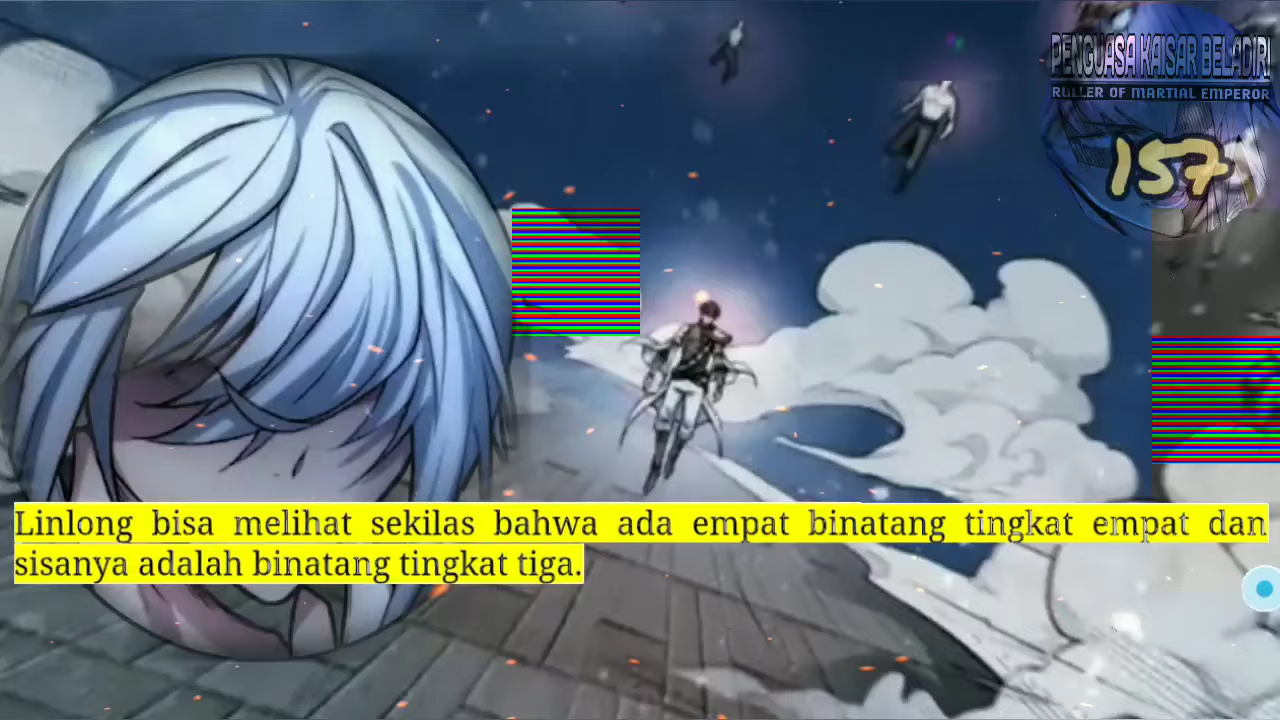 PENGUASA KAISAR BELADIRI
RULLER OF MARTIAL EMPEROR
157
Linlong bisa melihat sekilas bahwa ada empat binatang tingkat empat dan
sisanya adalah binatang tingkat tiga.